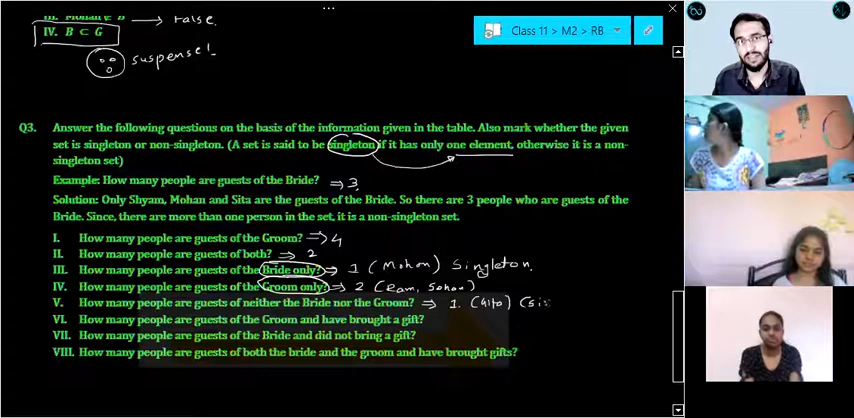 III. Mohan ∉ B → False.
IV. B ⊂ G
suspense!
Class 11 > M2 > RB
Q3. Answer the following questions on the basis of the information given in the table. Also mark whether the given
set is singleton or non-singleton. (A set is said to be singleton if it has only one element, otherwise it is a non-
singleton set)
Example: How many people are guests of the Bride? ⇒ 3
Solution: Only Shyam, Mohan and Sita are the guests of the Bride. So there are 3 people who are guests of the
Bride. Since, there are more than one person in the set, it is a non-singleton set.
I. How many people are guests of the Groom? ⇒ 4
II. How many people are guests of both? ⇒ 2
III. How many people are guests of the Bride only? ⇒ 1 (Mohan) Singleton.
IV. How many people are guests of the Groom only? ⇒ 2 (Ram, Sohan)
V. How many people are guests of neither the Bride nor the Groom? ⇒ 1. (Gita) (Si
VI. How many people are guests of the Groom and have brought a gift?
VII. How many people are guests of the Bride and did not bring a gift?
VIII. How many people are guests of both the bride and the groom and have brought gifts?